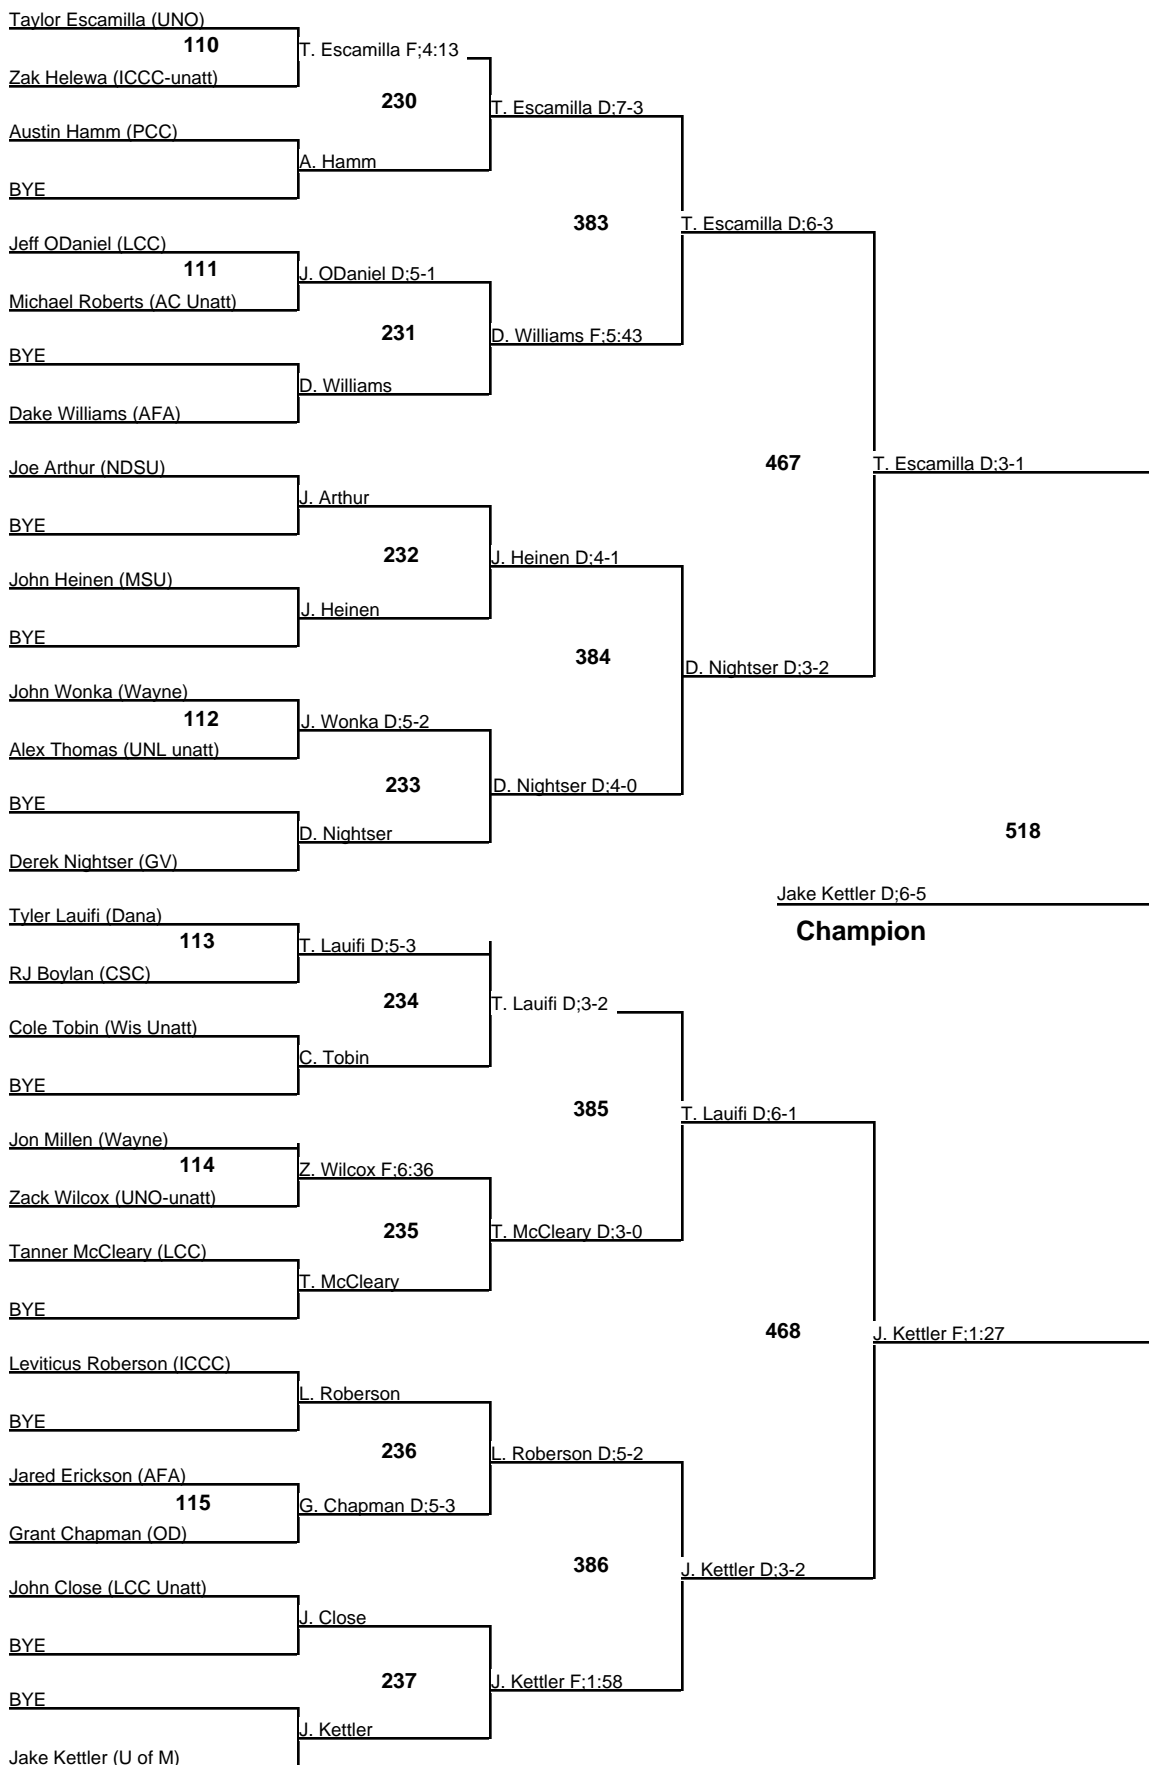 Taylor Escamilla (UNO)
110
T. Escamilla F;4:13
Zak Helewa (ICCC-unatt)
230
T. Escamilla D;7-3
Austin Hamm (PCC)
A. Hamm
BYE
383
T. Escamilla D;6-3
Jeff ODaniel (LCC)
111
J. ODaniel D;5-1
Michael Roberts (AC Unatt)
231
D. Williams F;5:43
BYE
D. Williams
Dake Williams (AFA)
467
T. Escamilla D;3-1
Joe Arthur (NDSU)
J. Arthur
BYE
232
J. Heinen D;4-1
John Heinen (MSU)
J. Heinen
BYE
384
D. Nightser D;3-2
John Wonka (Wayne)
112
J. Wonka D;5-2
Alex Thomas (UNL unatt)
233
D. Nightser D;4-0
BYE
D. Nightser
Derek Nightser (GV)
518
Jake Kettler D;6-5
Champion
Tyler Lauifi (Dana)
113
T. Lauifi D;5-3
RJ Boylan (CSC)
234
T. Lauifi D;3-2
Cole Tobin (Wis Unatt)
C. Tobin
BYE
385
T. Lauifi D;6-1
Jon Millen (Wayne)
114
Z. Wilcox F;6:36
Zack Wilcox (UNO-unatt)
235
T. McCleary D;3-0
Tanner McCleary (LCC)
T. McCleary
BYE
468
J. Kettler F;1:27
Leviticus Roberson (ICCC)
L. Roberson
BYE
236
L. Roberson D;5-2
Jared Erickson (AFA)
115
G. Chapman D;5-3
Grant Chapman (OD)
386
J. Kettler D;3-2
John Close (LCC Unatt)
J. Close
BYE
237
J. Kettler F;1:58
BYE
J. Kettler
Jake Kettler (U of M)